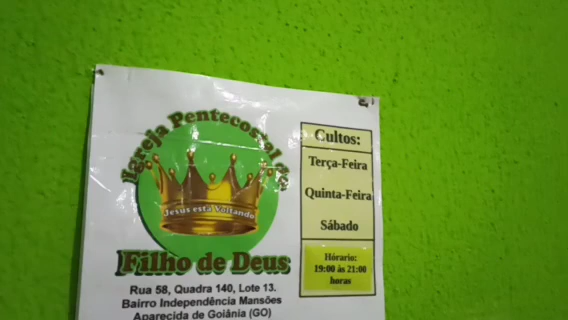 Igreja Pentecostal
Jesus está Voltando
Filho de Deus
Rua 58, Quadra 140, Lote 13.
Bairro Independência Mansões
Aparecida de Goiânia (GO)
Cultos:
Terça-Feira
Quinta-Feira
Sábado
Hórario:
19:00 às 21:00
horas